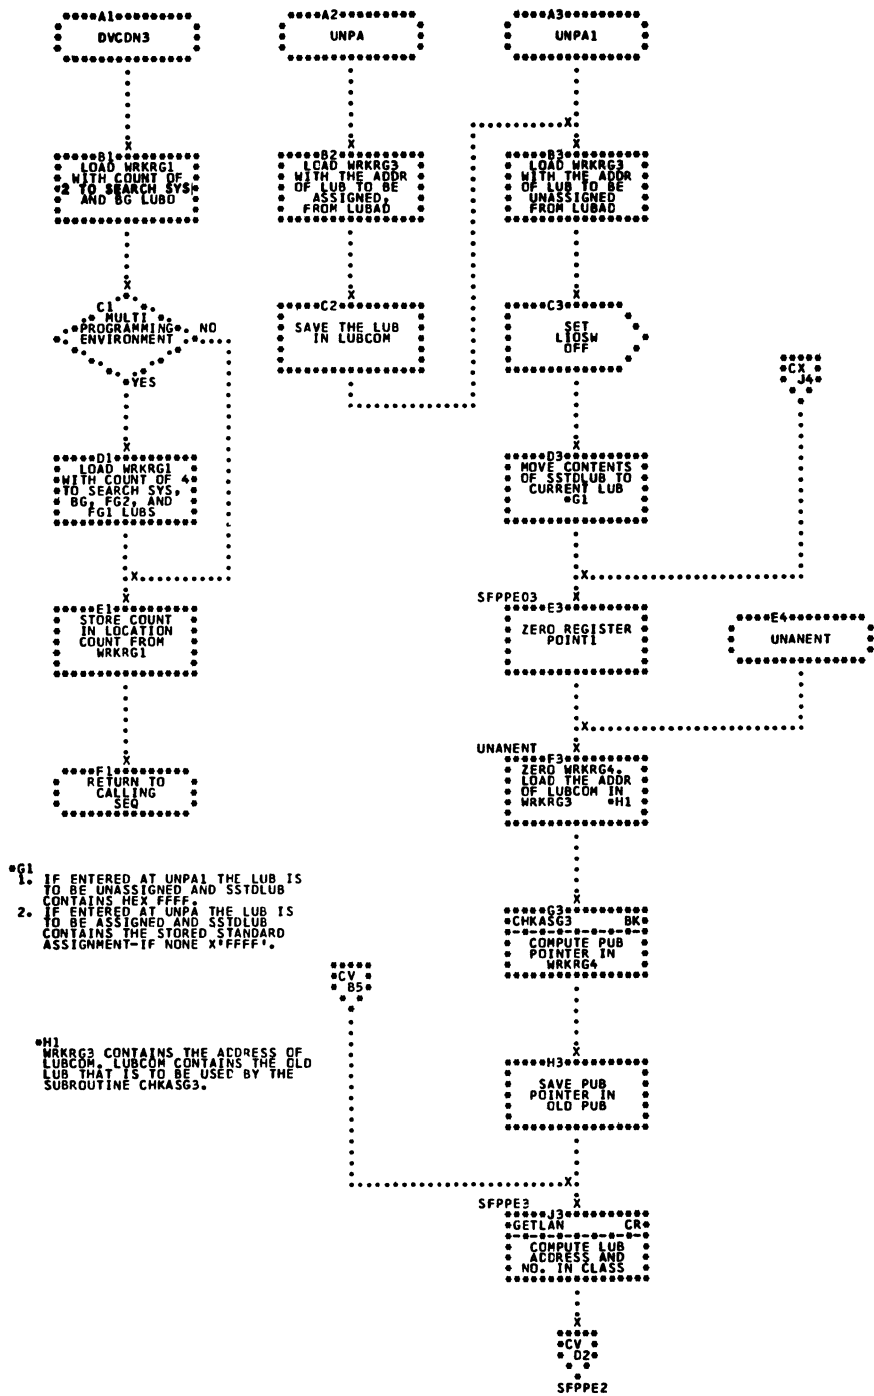 A1
DVCDN3
B1
LOAD WRKRG1
WITH COUNT OF
2 TO SEARCH SYS
AND BG LUBD
C1
MULTI
PROGRAMMING
ENVIRONMENT
NO
YES
D1
LOAD WRKRG1
WITH COUNT OF 4
TO SEARCH SYS,
BG, FG2, AND
FG1 LUBS
E1
STORE COUNT
IN LOCATION
COUNT FROM
WRKRG1
F1
RETURN TO
CALLING
SEQ
*G1
1. IF ENTERED AT UNPA1 THE LUB IS
TO BE UNASSIGNED AND SSTDLUB
CONTAINS HEX FFFF.
2. IF ENTERED AT UNPA THE LUB IS
TO BE ASSIGNED AND SSTDLUB
CONTAINS THE STORED STANDARD
ASSIGNMENT-IF NONE X'FFFF'.
*H1
WRKRG3 CONTAINS THE ADDRESS OF
LUBCOM. LUBCOM CONTAINS THE OLD
LUB THAT IS TO BE USED BY THE
SUBROUTINE CHKASG3.
A2
UNPA
B2
LOAD WRKRG3
WITH THE ADDR
OF LUB TO BE
ASSIGNED,
FROM LUBAD
C2
SAVE THE LUB
IN LUBCOM
CV
B5
A3
UNPA1
B3
LOAD WRKRG3
WITH THE ADDR
OF LUB TO BE
UNASSIGNED
FROM LUBAD
C3
SET
LIOSW
OFF
D3
MOVE CONTENTS
OF SSTDLUB TO
CURRENT LUB
*G1
CX
J4
SFPPE03
E3
ZERO REGISTER
POINT1
E4
UNANENT
UNANENT
F3
ZERO WRKRG4.
LOAD THE ADDR
OF LUBCOM IN
WRKRG3 *H1
G3
CHKASG3 BK
COMPUTE PUB
POINTER IN
WRKRG4
H3
SAVE PUB
POINTER IN
OLD PUB
SFPPE3
J3
GETLAN CR
COMPUTE LUB
ADDRESS AND
NO. IN CLASS
CV
D2
SFPPE2